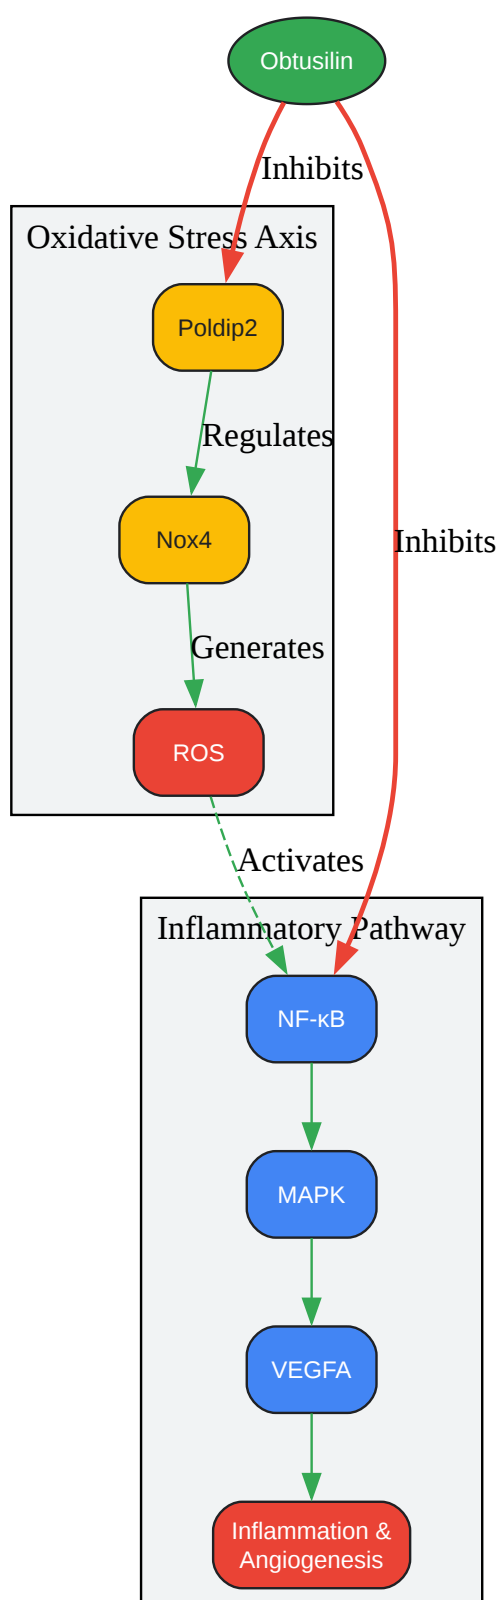 Obtusilin
Inhibits
Oxidative Stress Axis
Poldip2
Regulates
Nox4
Inhibits
Generates
ROS
Activates
Inflammatory Pathway
NF-κB
MAPK
VEGFA
Inflammation &
Angiogenesis